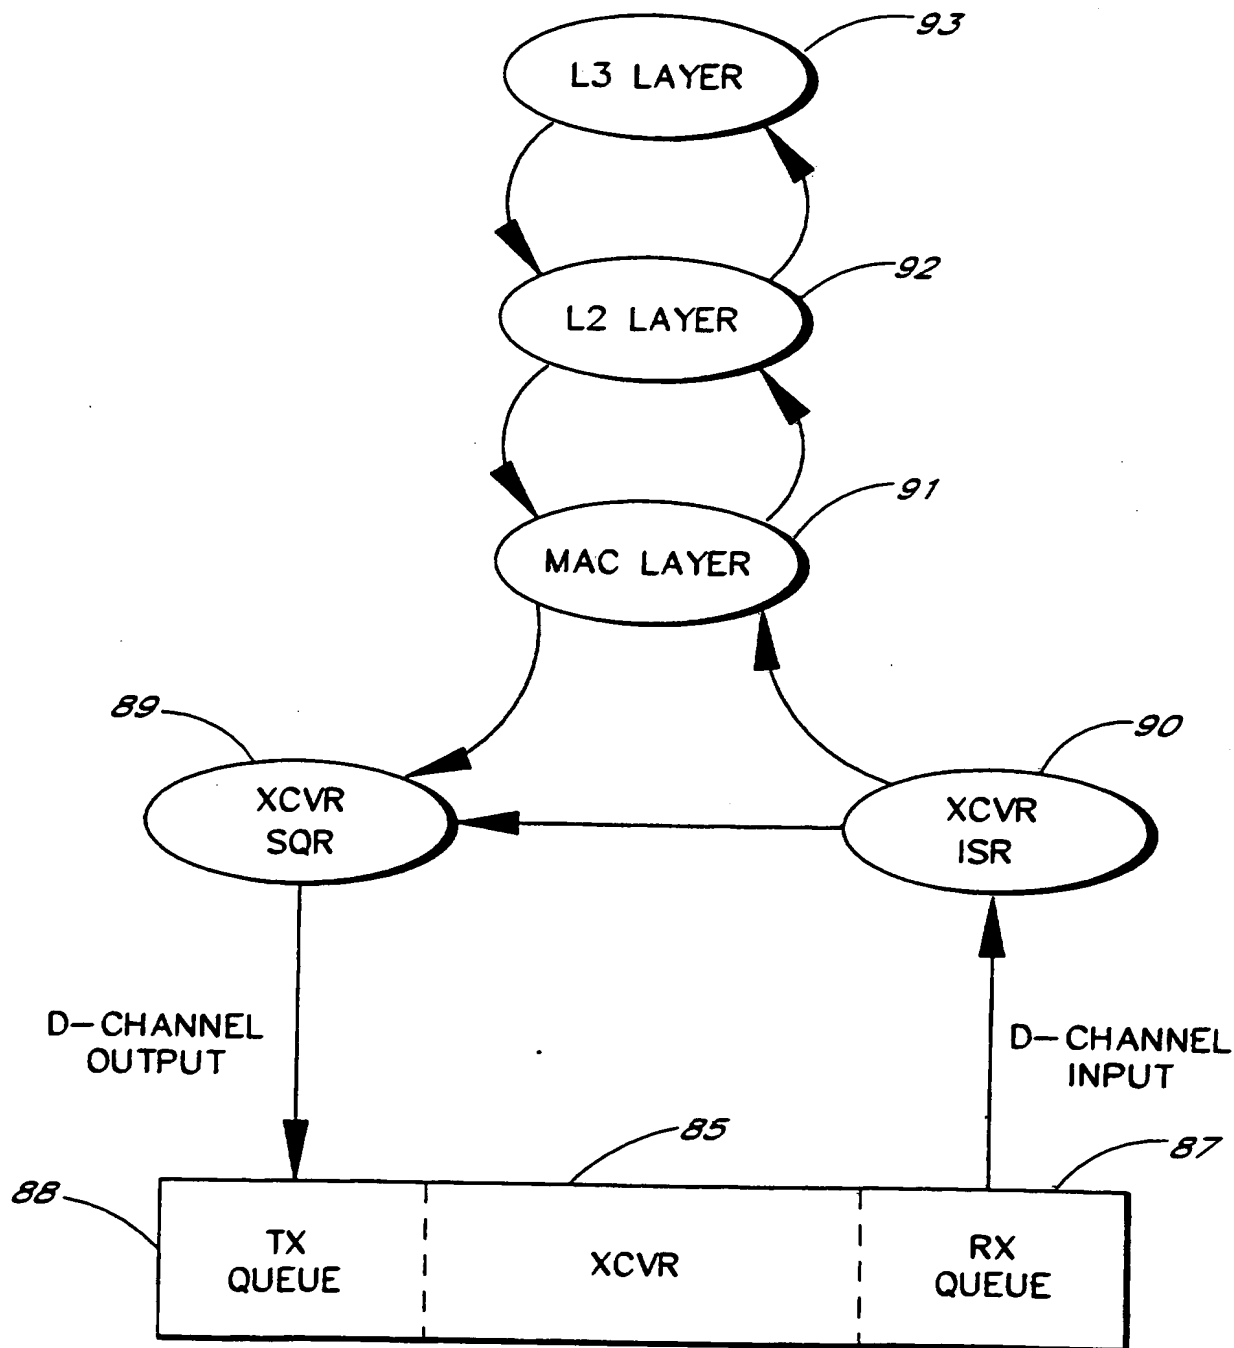 93
L3 LAYER
92
L2 LAYER
91
MAC LAYER
89
90
XCVR
SQR
XCVR
ISR
D-CHANNEL
OUTPUT
D-CHANNEL
INPUT
85
87
88
TX
QUEUE
XCVR
RX
QUEUE